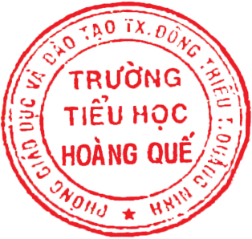 PHÒNG GIÁO DỤC VÀ ĐÀO TẠO TX. ĐÔNG TRIỀU T. QUẢNG NINH
TRƯỜNG
TIỂU HỌC
HOÀNG QUẾ